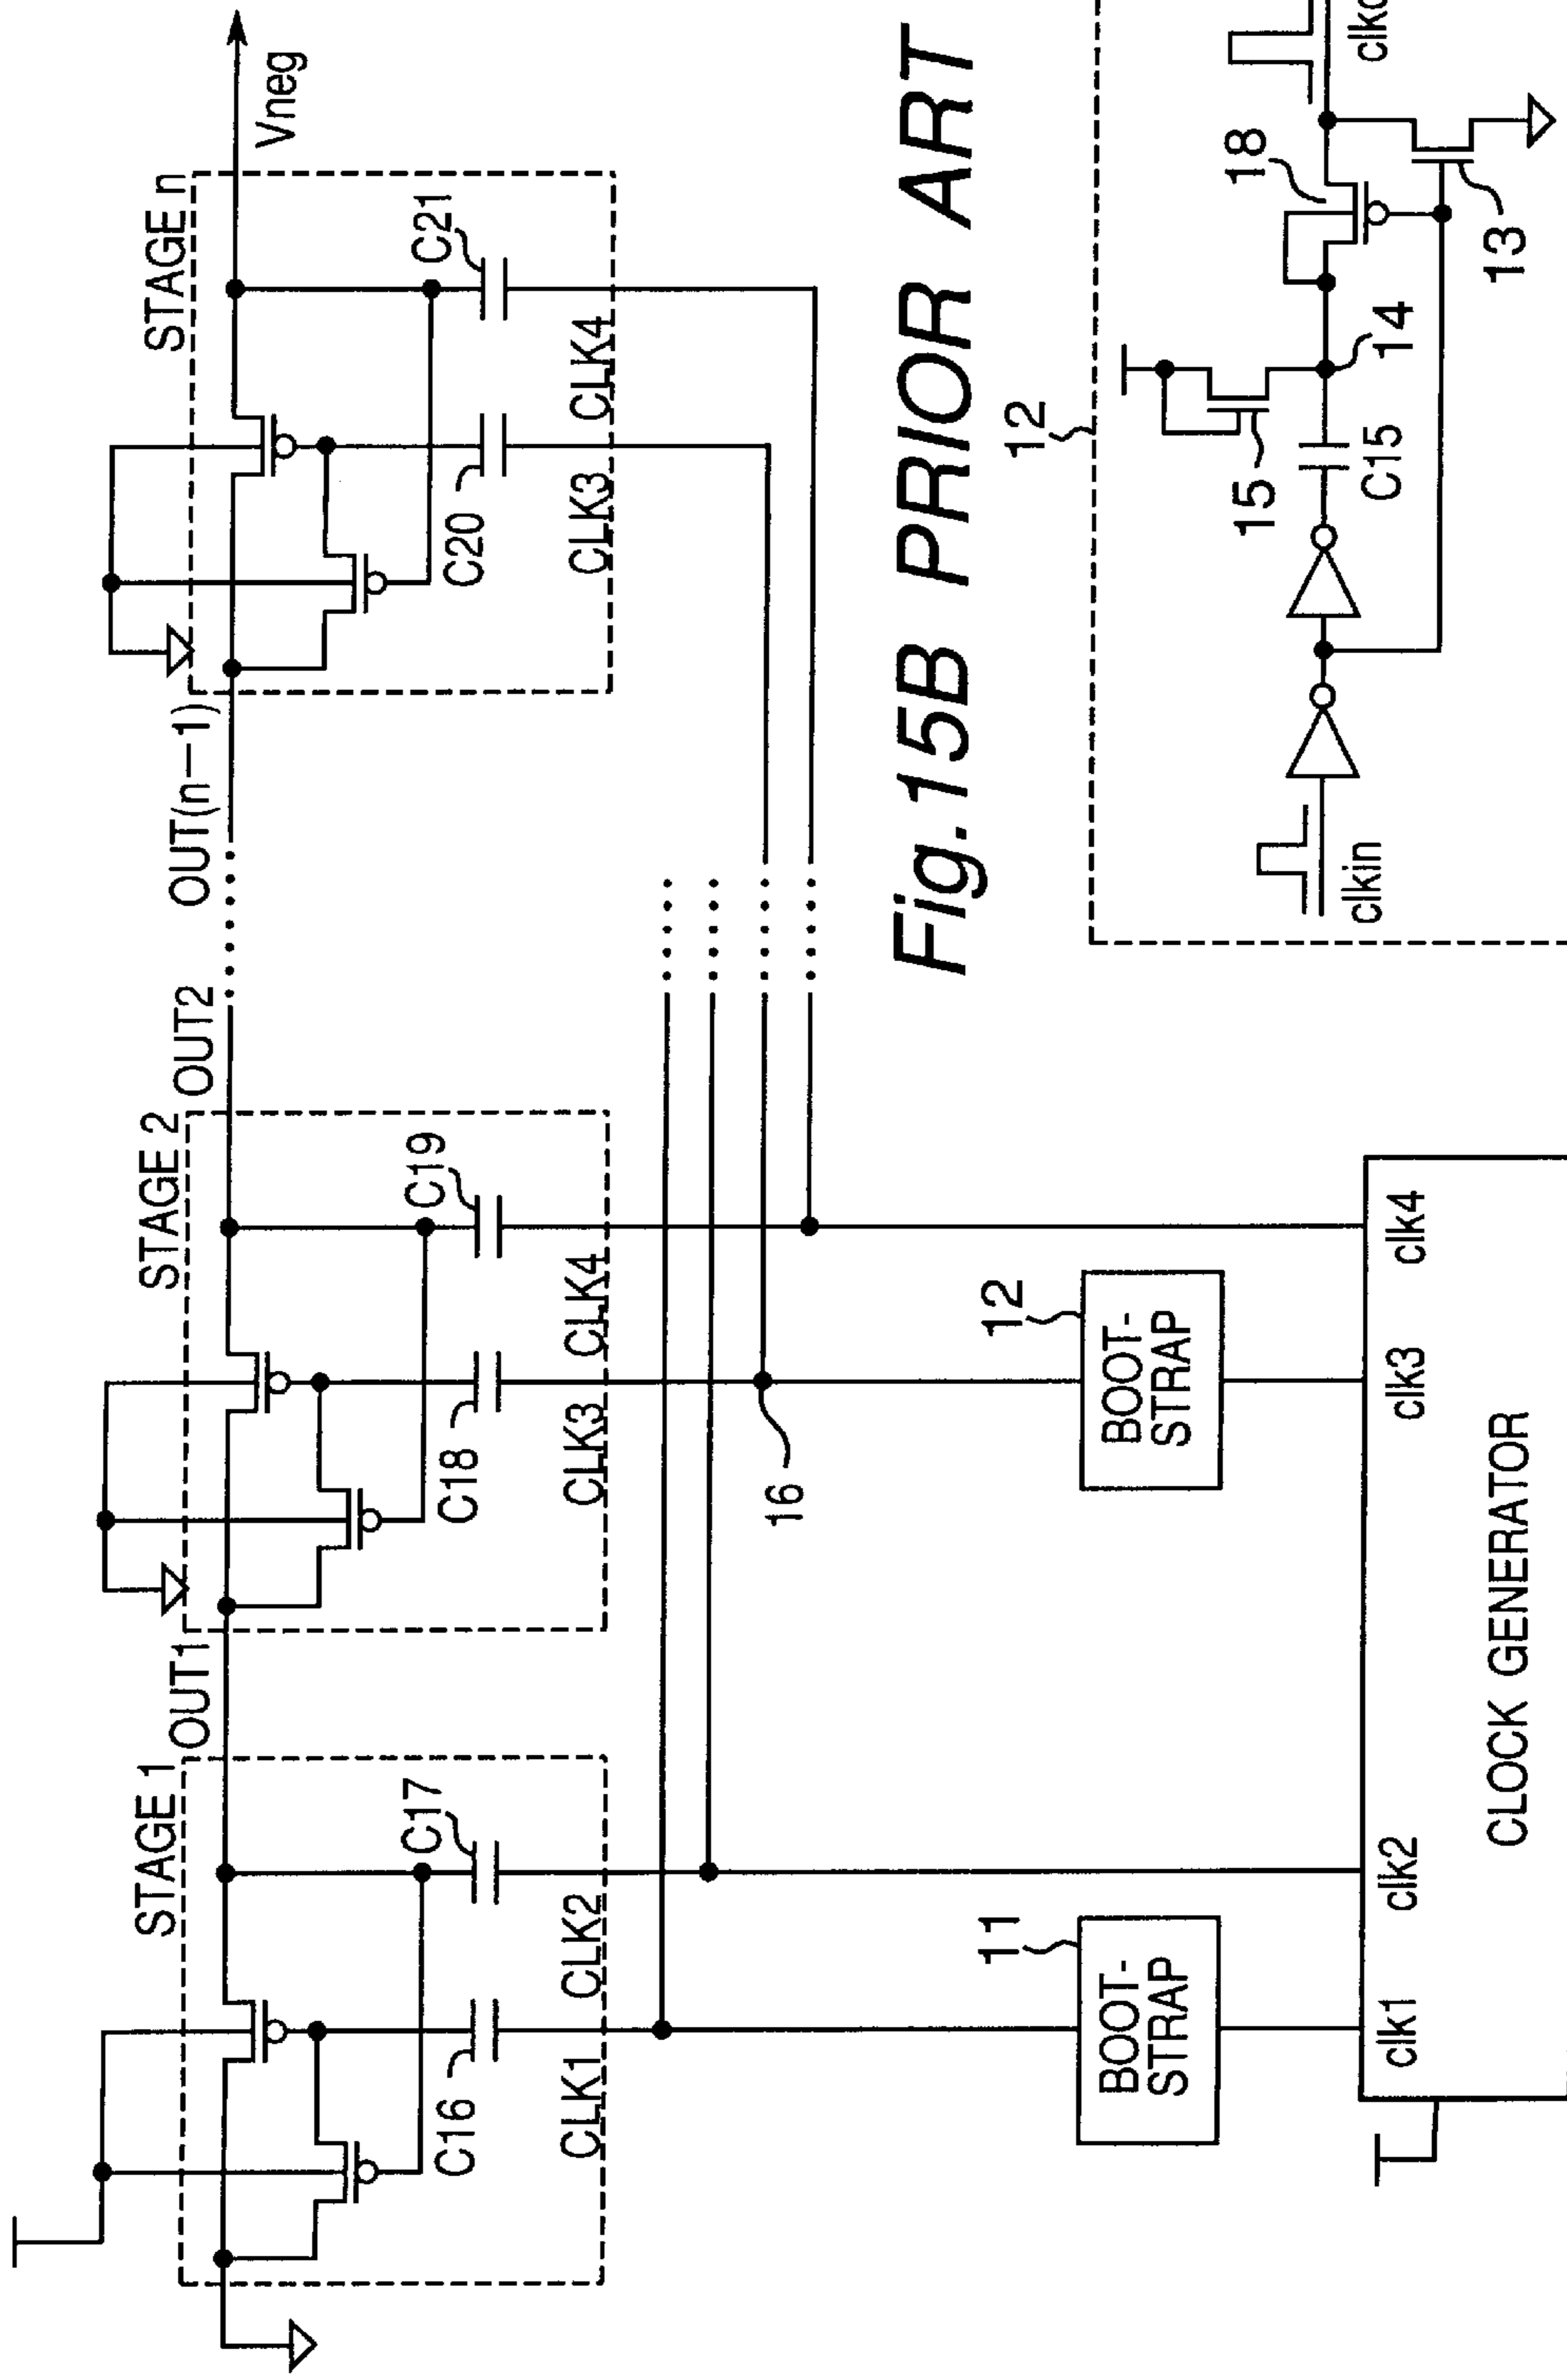 STAGE 1
OUT1
STAGE 2
OUT2
OUT(n-1)
STAGE n
Vneg
C16
C17
CLK1
CLK2
C18
C19
CLK3
CLK4
C20
C21
CLK3
CLK4
16
11
BOOT-
STRAP
12
BOOT-
STRAP
clk1
clk2
clk3
clk4
CLOCK GENERATOR
Fig.15B PRIOR ART
12
clkin
15
C15
14
18
13